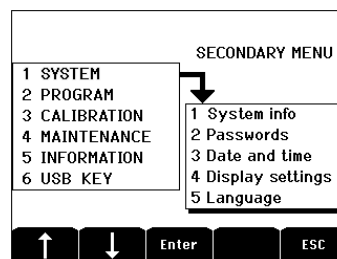 SECONDARY MENU
1 SYSTEM
2 PROGRAM
3 CALIBRATION
4 MAINTENANCE
5 INFORMATION
6 USB KEY
1 System info
2 Passwords
3 Date and time
4 Display settings
5 Language
Enter ESC